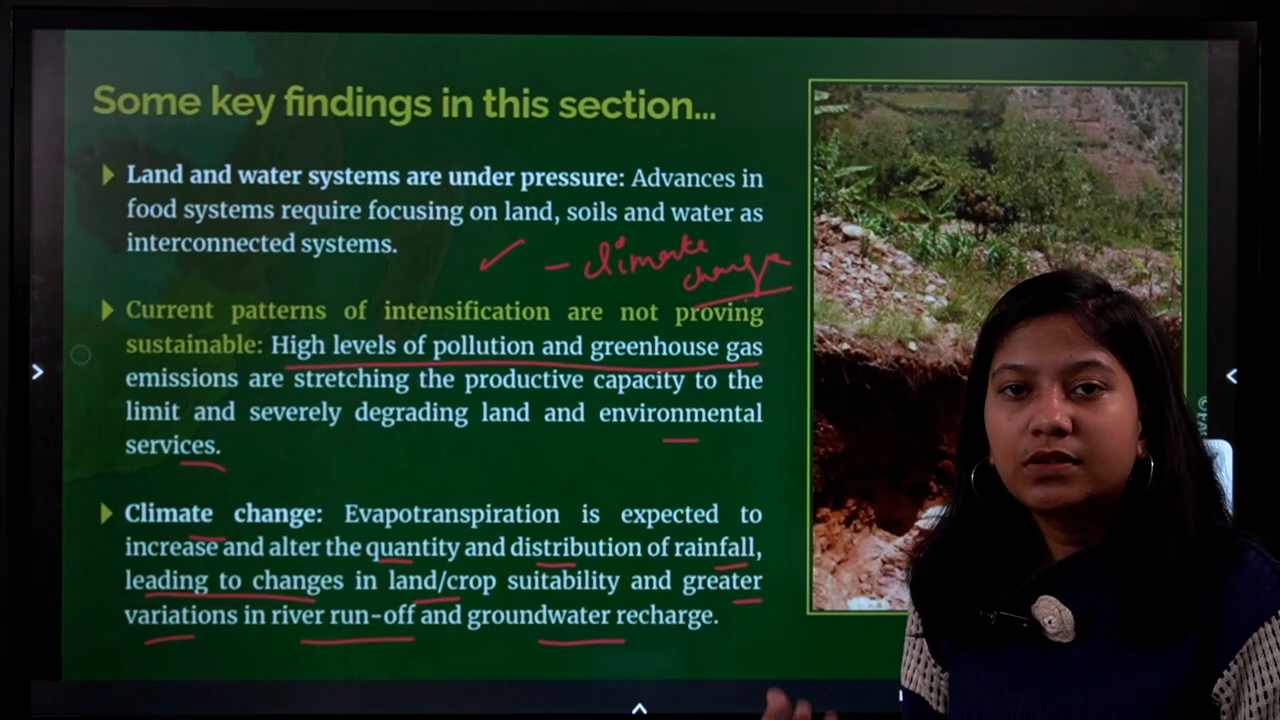 Some key findings in this section...
Land and water systems are under pressure: Advances in
food systems require focusing on land, soils and water as
interconnected systems.
– climate
change
Current patterns of intensification are not proving
sustainable: High levels of pollution and greenhouse gas
emissions are stretching the productive capacity to the
limit and severely degrading land and environmental
services.
Climate change: Evapotranspiration is expected to
increase and alter the quantity and distribution of rainfall,
leading to changes in land/crop suitability and greater
variations in river run-off and groundwater recharge.